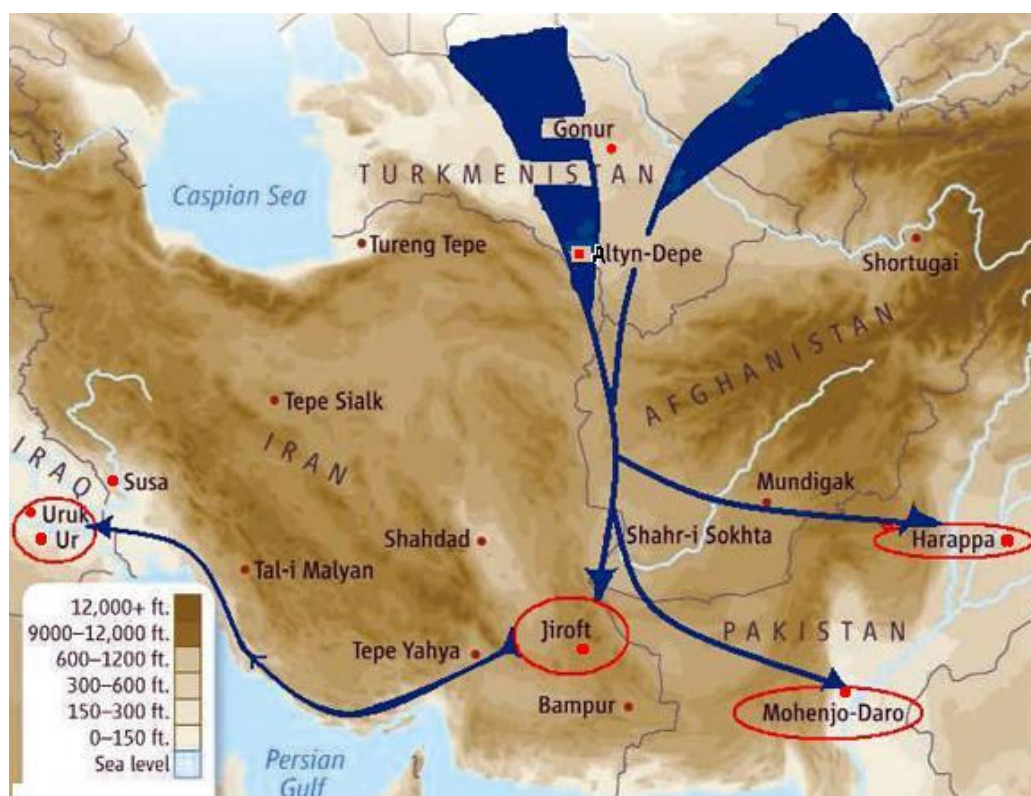 Gonur
TURKMENISTAN
Caspian Sea
Tureng Tepe
Altyn-Depe
Shortugai
AFGHANISTAN
Tepe Sialk
IRAN
IRAQ
Susa
Mundigak
Uruk
Ur
Shahdad
Shahr-i Sokhta
Harappa
Tal-i Malyan
12,000+ ft.
9000–12,000 ft.
600–1200 ft.
300–600 ft.
150–300 ft.
0–150 ft.
Sea level
Jiroft
PAKISTAN
Tepe Yahya
Bampur
Mohenjo-Daro
Persian
Gulf